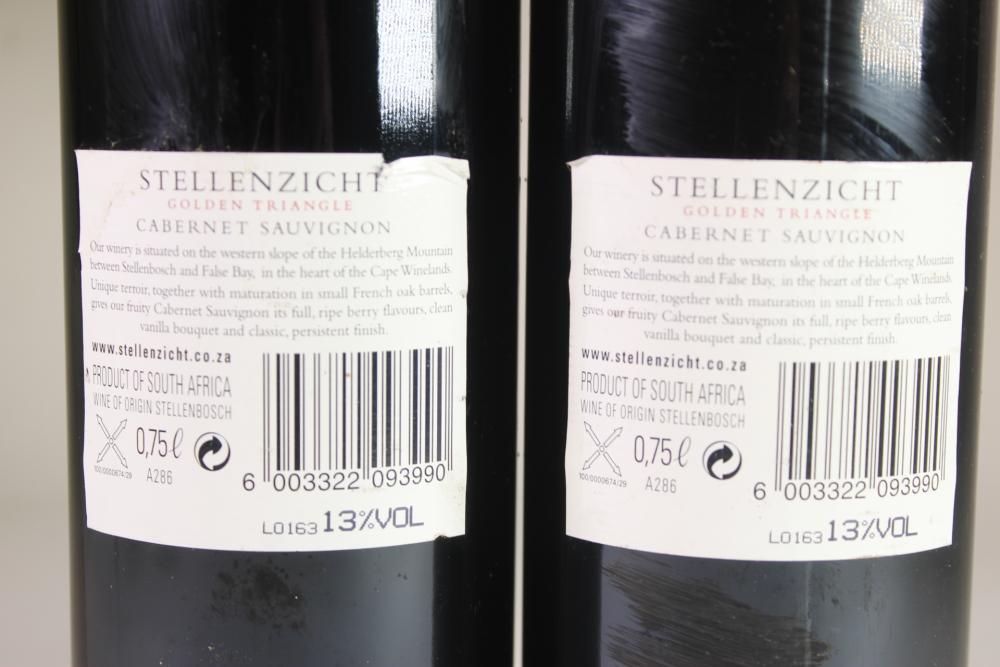 STELLENZICHT
GOLDEN TRIANGLE
CABERNET SAUVIGNON
Our winery is situated on the western slope of the Helderberg Mountain
between Stellenbosch and False Bay, in the heart of the Cape Winelands.
Unique terroir, together with maturation in small French oak barrels,
gives our fruity Cabernet Sauvignon its full, ripe berry flavours, clean
vanilla bouquet and classic, persistent finish.
www.stellenzicht.co.za
PRODUCT OF SOUTH AFRICA
WINE OF ORIGIN STELLENBOSCH
0,75ℓ
100/0000674/29
A286
6 003322 093990
L0163 13%VOL
STELLENZICHT
GOLDEN TRIANGLE
CABERNET SAUVIGNON
Our winery is situated on the western slope of the Helderberg Mountain
between Stellenbosch and False Bay, in the heart of the Cape Winelands.
Unique terroir, together with maturation in small French oak barrels,
gives our fruity Cabernet Sauvignon its full, ripe berry flavours, clean
vanilla bouquet and classic, persistent finish.
www.stellenzicht.co.za
PRODUCT OF SOUTH AFRICA
WINE OF ORIGIN STELLENBOSCH
0,75ℓ
100/0000674/29
A286
6 003322 093990
L0163 13%VOL